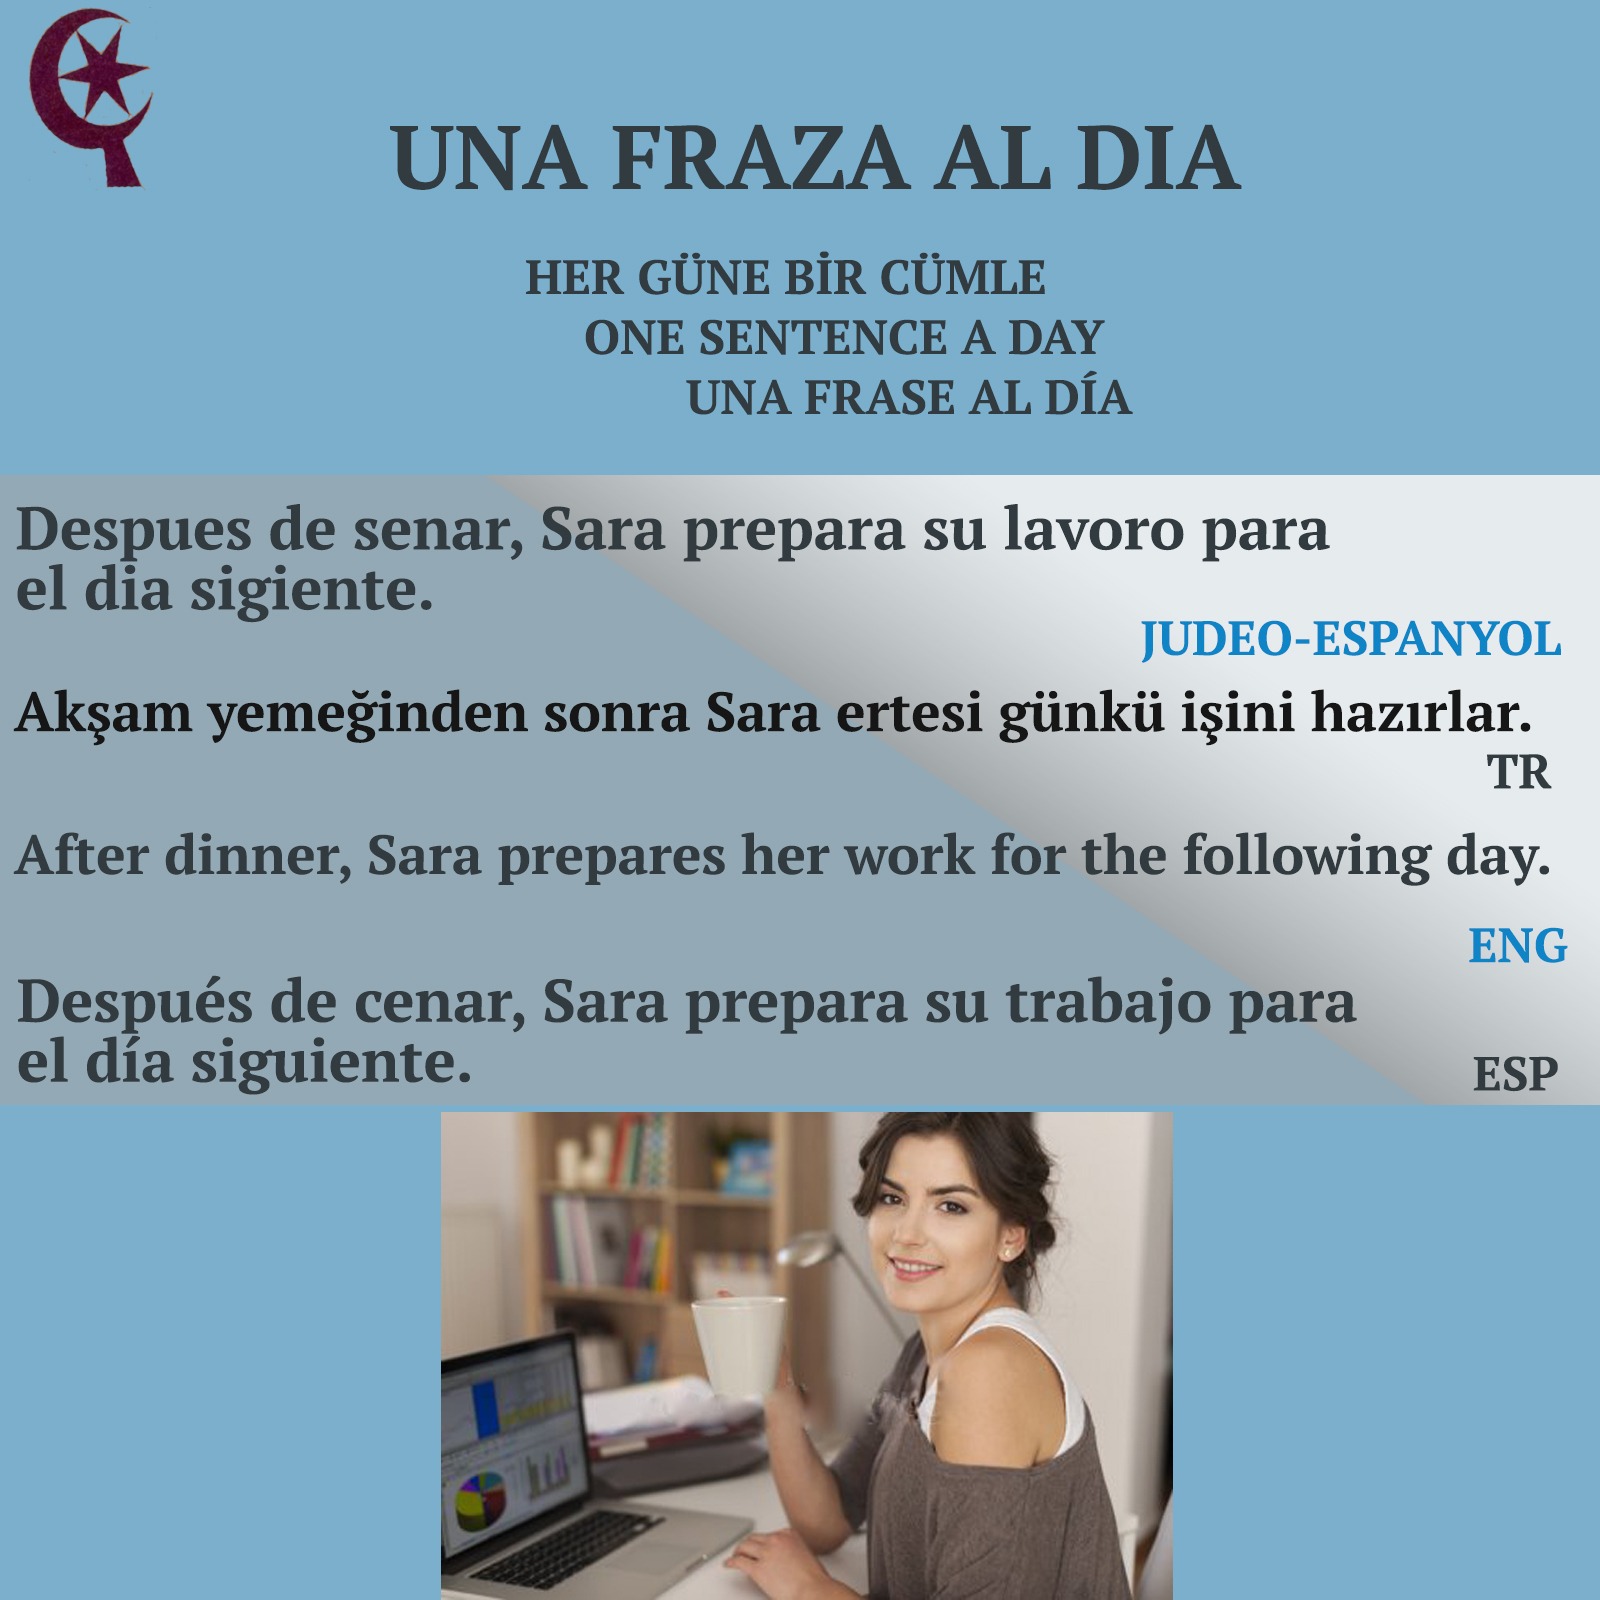 UNA FRAZA AL DIA
HER GÜNE BİR CÜMLE
ONE SENTENCE A DAY
UNA FRASE AL DÍA
Despues de senar, Sara prepara su lavoro para
el dia sigiente.
JUDEO-ESPANYOL
Akşam yemeğinden sonra Sara ertesi günkü işini hazırlar.
TR
After dinner, Sara prepares her work for the following day.
ENG
Después de cenar, Sara prepara su trabajo para
el día siguiente.
ESP